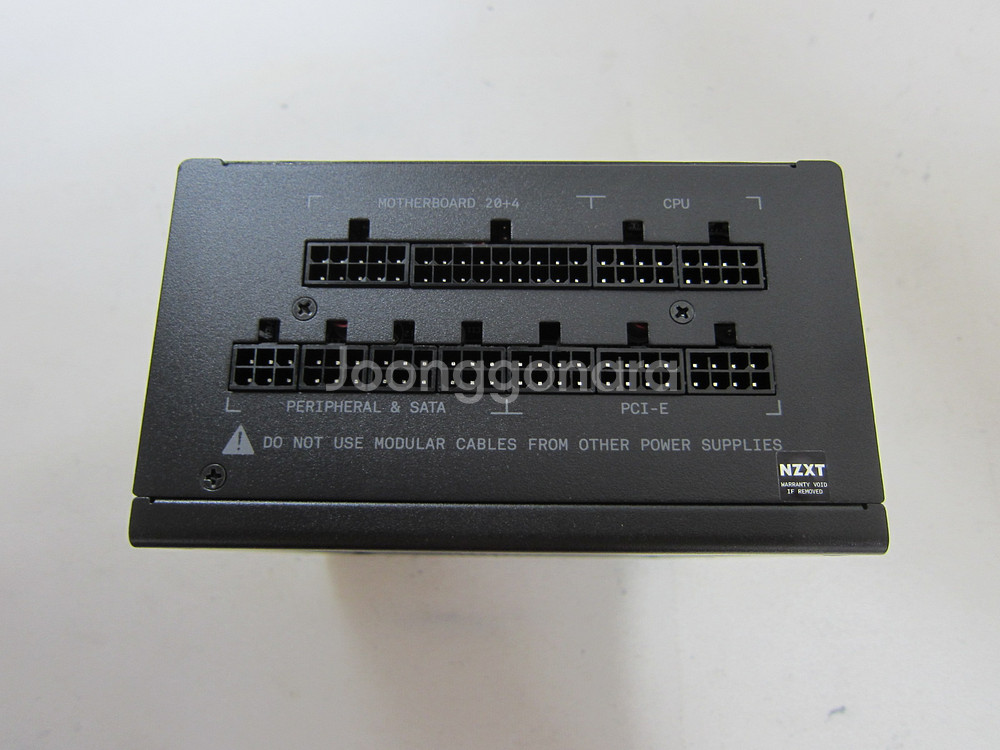 MOTHERBOARD 20+4
CPU
Joonggonara
PERIPHERAL & SATA
PCI-E
DO NOT USE MODULAR CABLES FROM OTHER POWER SUPPLIES
NZXT
WARRANTY VOID
IF REMOVED